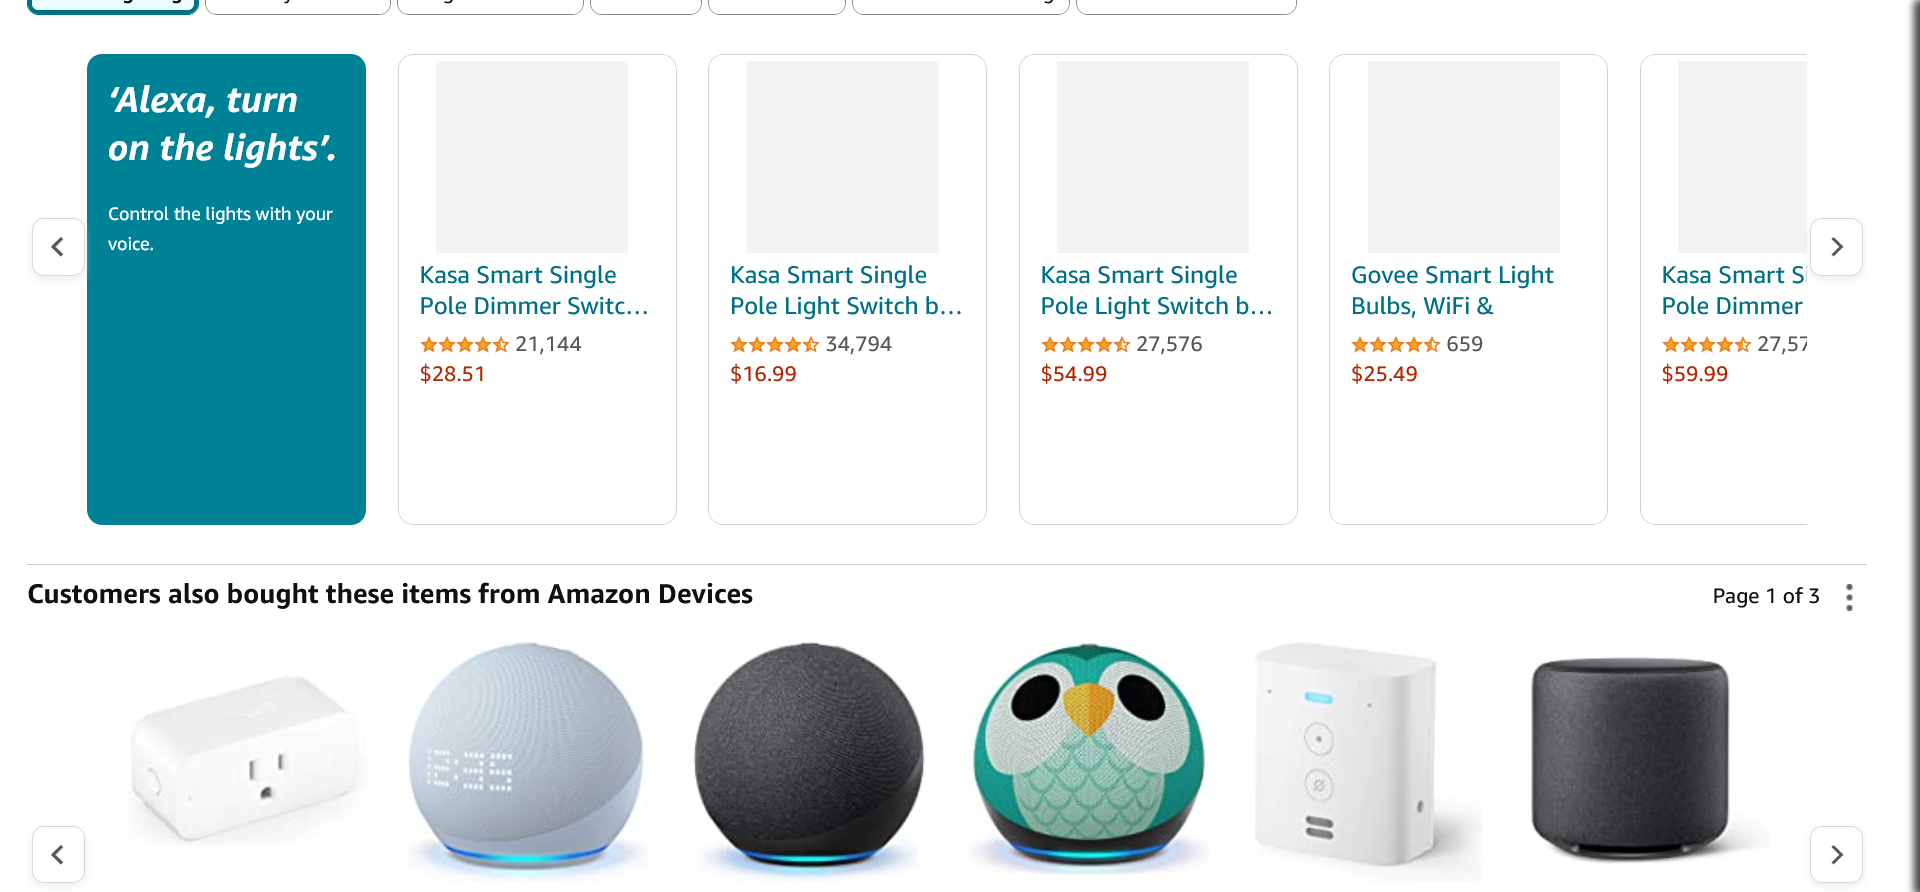 ‘Alexa, turn
on the lights’.
Control the lights with your
voice.
Kasa Smart Single
Pole Dimmer Switc...
21,144
$28.51
Kasa Smart Single
Pole Light Switch b...
34,794
$16.99
Kasa Smart Single
Pole Light Switch b...
27,576
$54.99
Govee Smart Light
Bulbs, WiFi &
659
$25.49
Kasa Smart Si
Pole Dimmer
27,57
$59.99
Customers also bought these items from Amazon Devices
Page 1 of 3